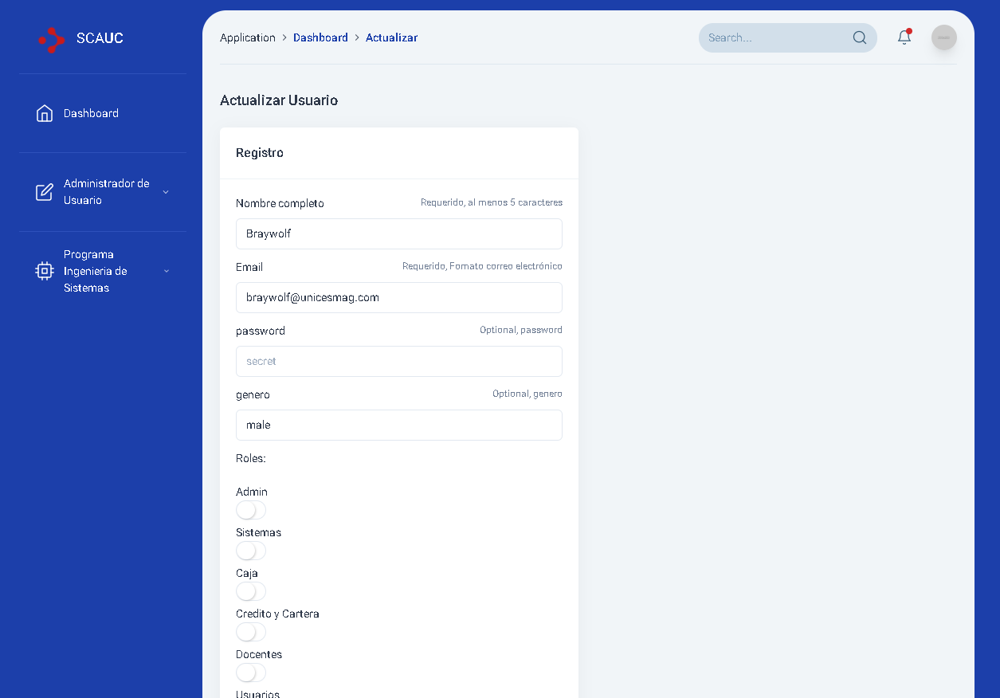 SCAUC
Dashboard
Administrador de
Usuario
Programa
Ingenieria de
Sistemas
Application > Dashboard > Actualizar
Search...
Actualizar Usuario
Registro
Nombre completo
Requerido, al menos 5 caracteres
Braywolf
Email
Requerido, Fomato correo electrónico
braywolf@unicesmag.com
password
Optional, password
secret
genero
Optional, genero
male
Roles:
Admin
Sistemas
Caja
Credito y Cartera
Docentes
Usuarios